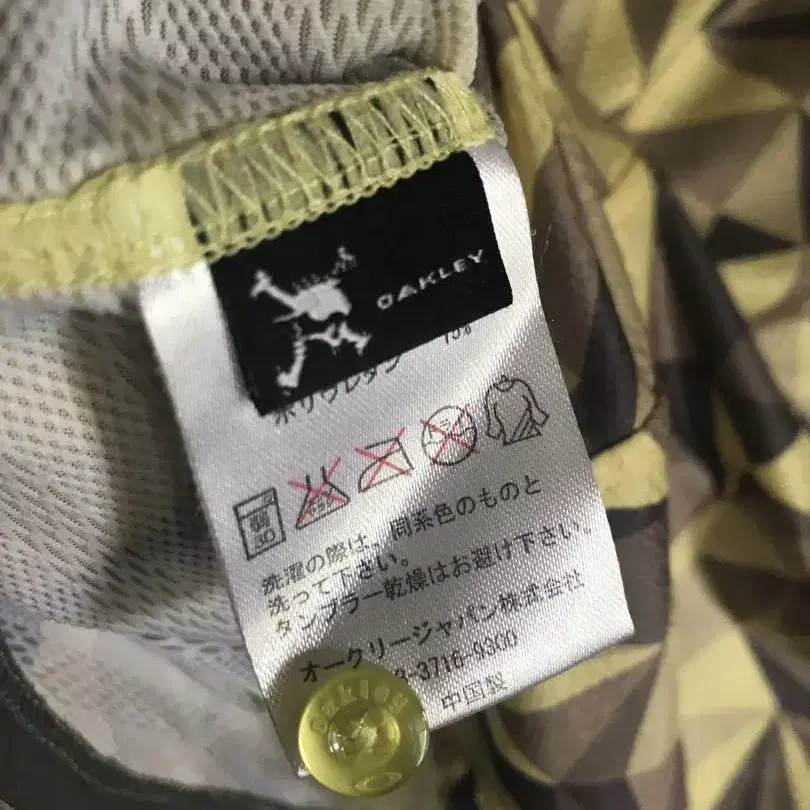 OAKLEY
15%
ポリウレタン
弱
30
洗濯の際は、同系色のものと
洗って下さい。
タンブラー乾燥はお避け下さい。
オークリージャパン株式会社
3-3716-9300
中国製
Oakley